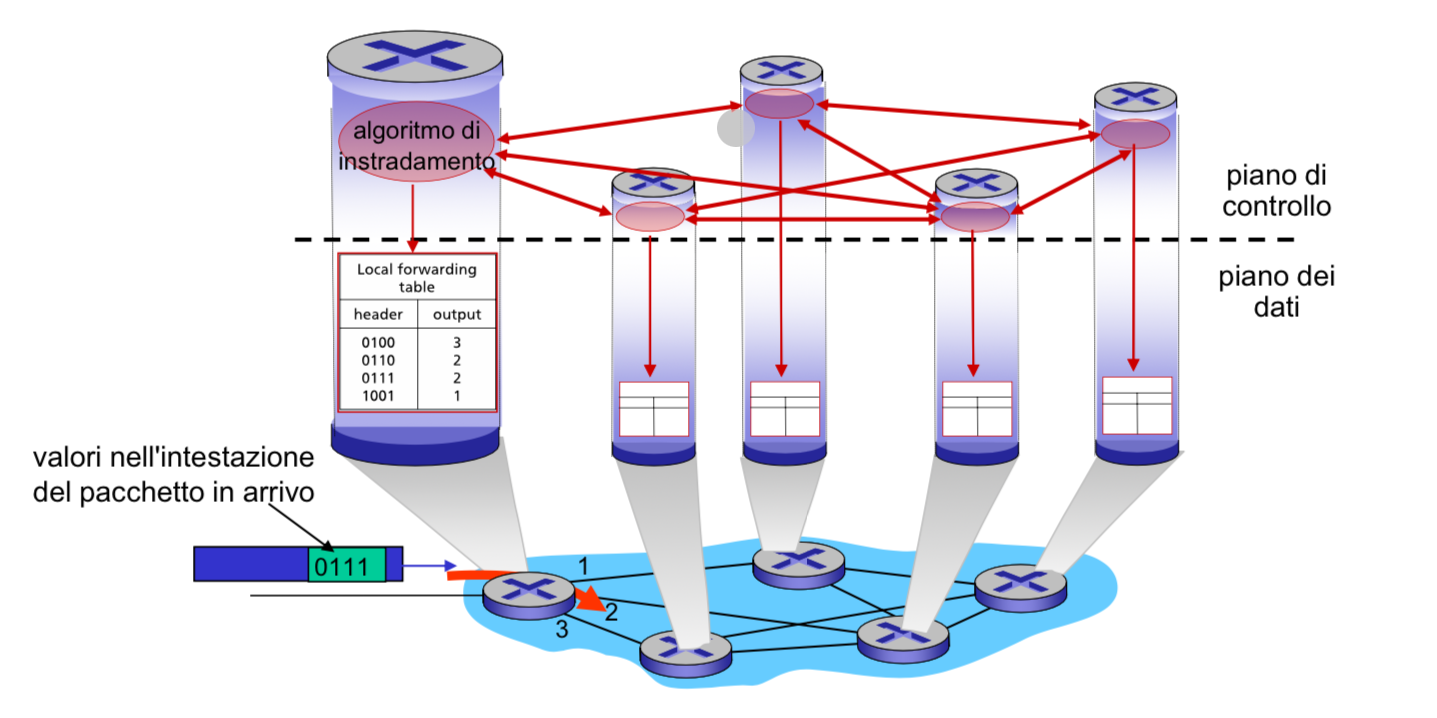 algoritmo di
instradamento
piano di
controllo
piano dei
dati
Local forwarding
table
header output
0100 3
0110 2
0111 2
1001 1
valori nell'intestazione
del pacchetto in arrivo
0111
1
2
3